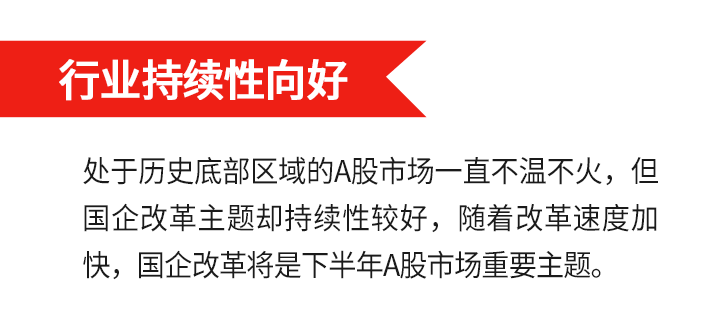 行业持续性向好
处于历史底部区域的A股市场一直不温不火，但
国企改革主题却持续性较好，随着改革速度加
快，国企改革将是下半年A股市场重要主题。